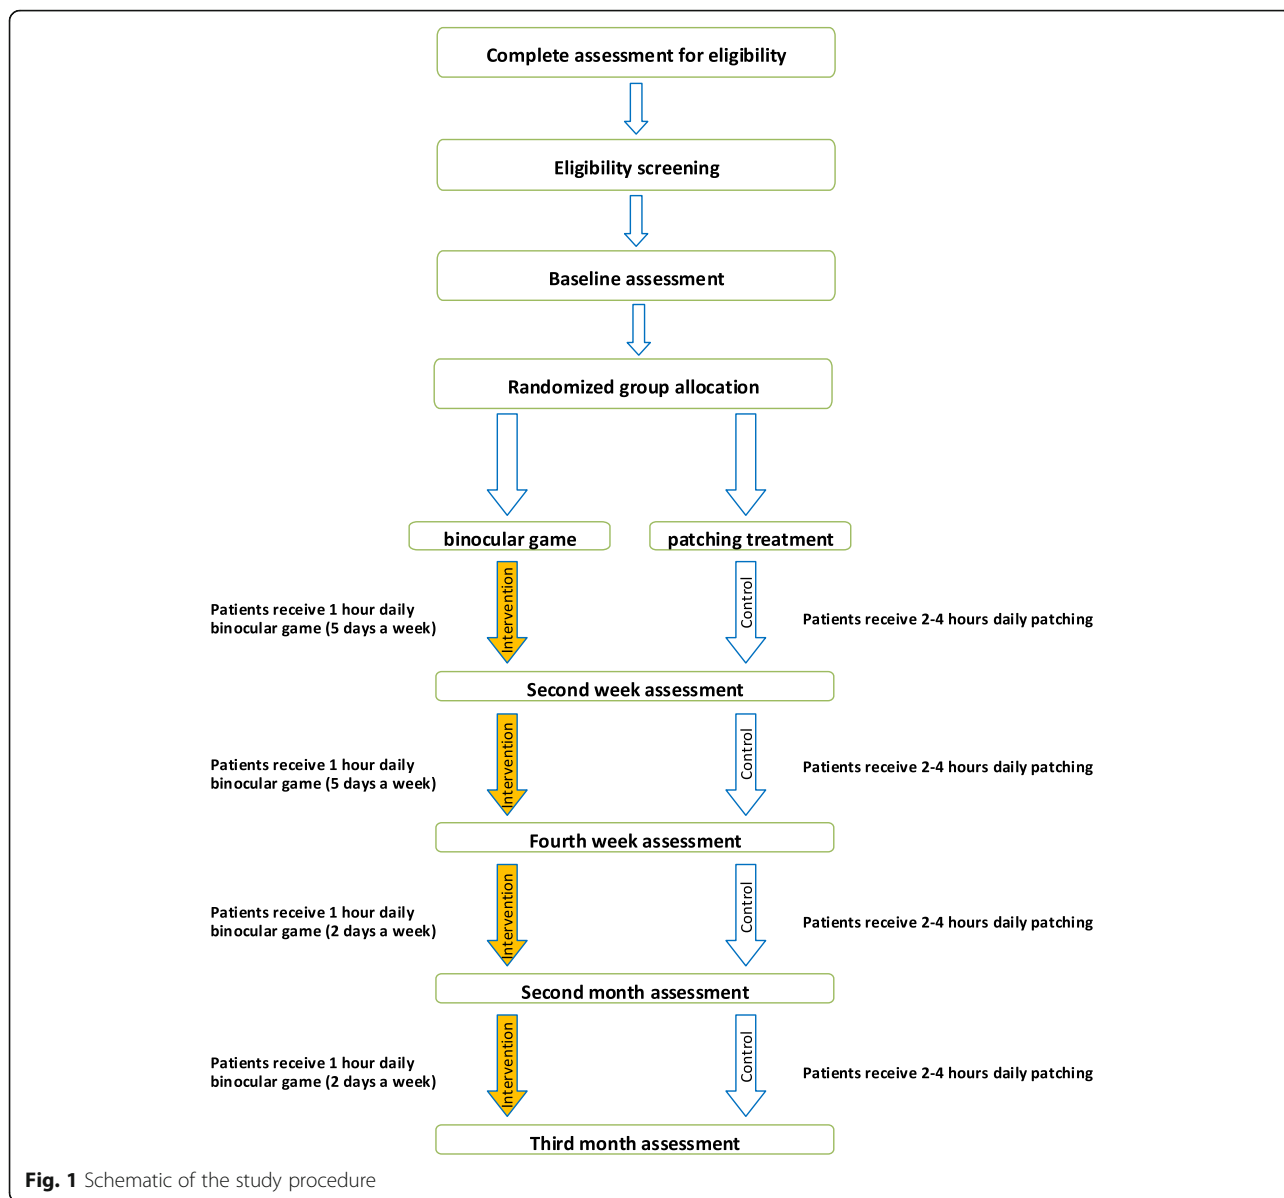 Complete assessment for eligibility
Eligibility screening
Baseline assessment
Randomized group allocation
binocular game
patching treatment
Patients receive 1 hour daily
binocular game (5 days a week)
Intervention
Control
Patients receive 2-4 hours daily patching
Second week assessment
Patients receive 1 hour daily
binocular game (5 days a week)
Intervention
Control
Patients receive 2-4 hours daily patching
Fourth week assessment
Patients receive 1 hour daily
binocular game (2 days a week)
Intervention
Control
Patients receive 2-4 hours daily patching
Second month assessment
Patients receive 1 hour daily
binocular game (2 days a week)
Intervention
Control
Patients receive 2-4 hours daily patching
Third month assessment
Fig. 1 Schematic of the study procedure